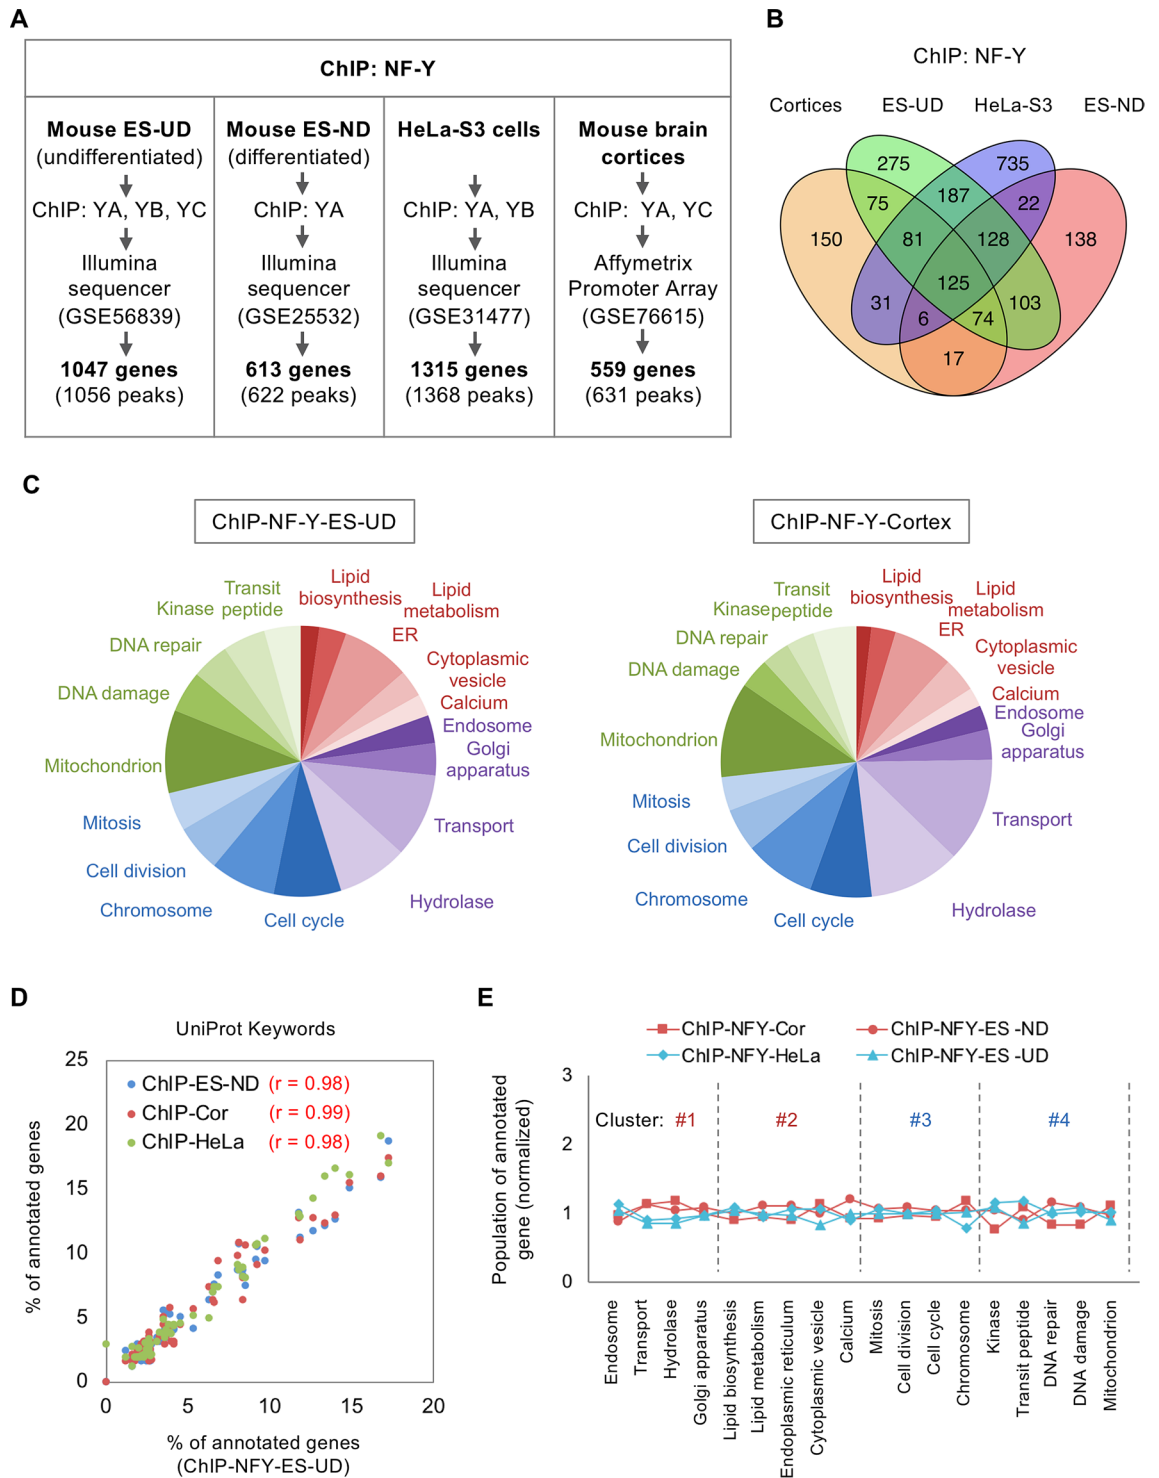 A
ChIP: NF-Y
Mouse ES-UD
(undifferentiated)
ChIP: YA, YB, YC
Illumina
sequencer
(GSE56839)
1047 genes
(1056 peaks)
Mouse ES-ND
(differentiated)
ChIP: YA
Illumina
sequencer
(GSE25532)
613 genes
(622 peaks)
HeLa-S3 cells
ChIP: YA, YB
Illumina
sequencer
(GSE31477)
1315 genes
(1368 peaks)
Mouse brain
cortices
ChIP: YA, YC
Affymetrix
Promoter Array
(GSE76615)
559 genes
(631 peaks)
B
ChIP: NF-Y
Cortices ES-UD HeLa-S3 ES-ND
275 735
75 187 22
150 81 128 138
125
31 6 74 103
17
C
ChIP-NF-Y-ES-UD
Lipid
biosynthesis
Lipid
metabolism
ER
Cytoplasmic
vesicle
Calcium
Endosome
Golgi
apparatus
Transport
Hydrolase
Cell cycle
Chromosome
Cell division
Mitosis
Mitochondrion
DNA damage
DNA repair
Kinase
Transit
peptide
ChIP-NF-Y-Cortex
Lipid
biosynthesis
Lipid
metabolism
ER
Cytoplasmic
vesicle
Calcium
Endosome
Golgi
apparatus
Transport
Hydrolase
Cell cycle
Chromosome
Cell division
Mitosis
Mitochondrion
DNA damage
DNA repair
Kinase
Transit
peptide
D
UniProt Keywords
% of annotated genes
25
20
15
10
5
0
ChIP-ES-ND (r = 0.98)
ChIP-Cor (r = 0.99)
ChIP-HeLa (r = 0.98)
0 5 10 15 20
% of annotated genes
(ChIP-NFY-ES-UD)
E
ChIP-NFY-Cor ChIP-NFY-ES -ND
ChIP-NFY-HeLa ChIP-NFY-ES -UD
Population of annotated
gene (normalized)
3
2
1
0
Cluster: #1 #2 #3 #4
Endosome
Transport
Hydrolase
Golgi apparatus
Lipid biosynthesis
Lipid metabolism
Endoplasmic reticulum
Cytoplasmic vesicle
Calcium
Mitosis
Cell division
Cell cycle
Chromosome
Kinase
Transit peptide
DNA repair
DNA damage
Mitochondrion